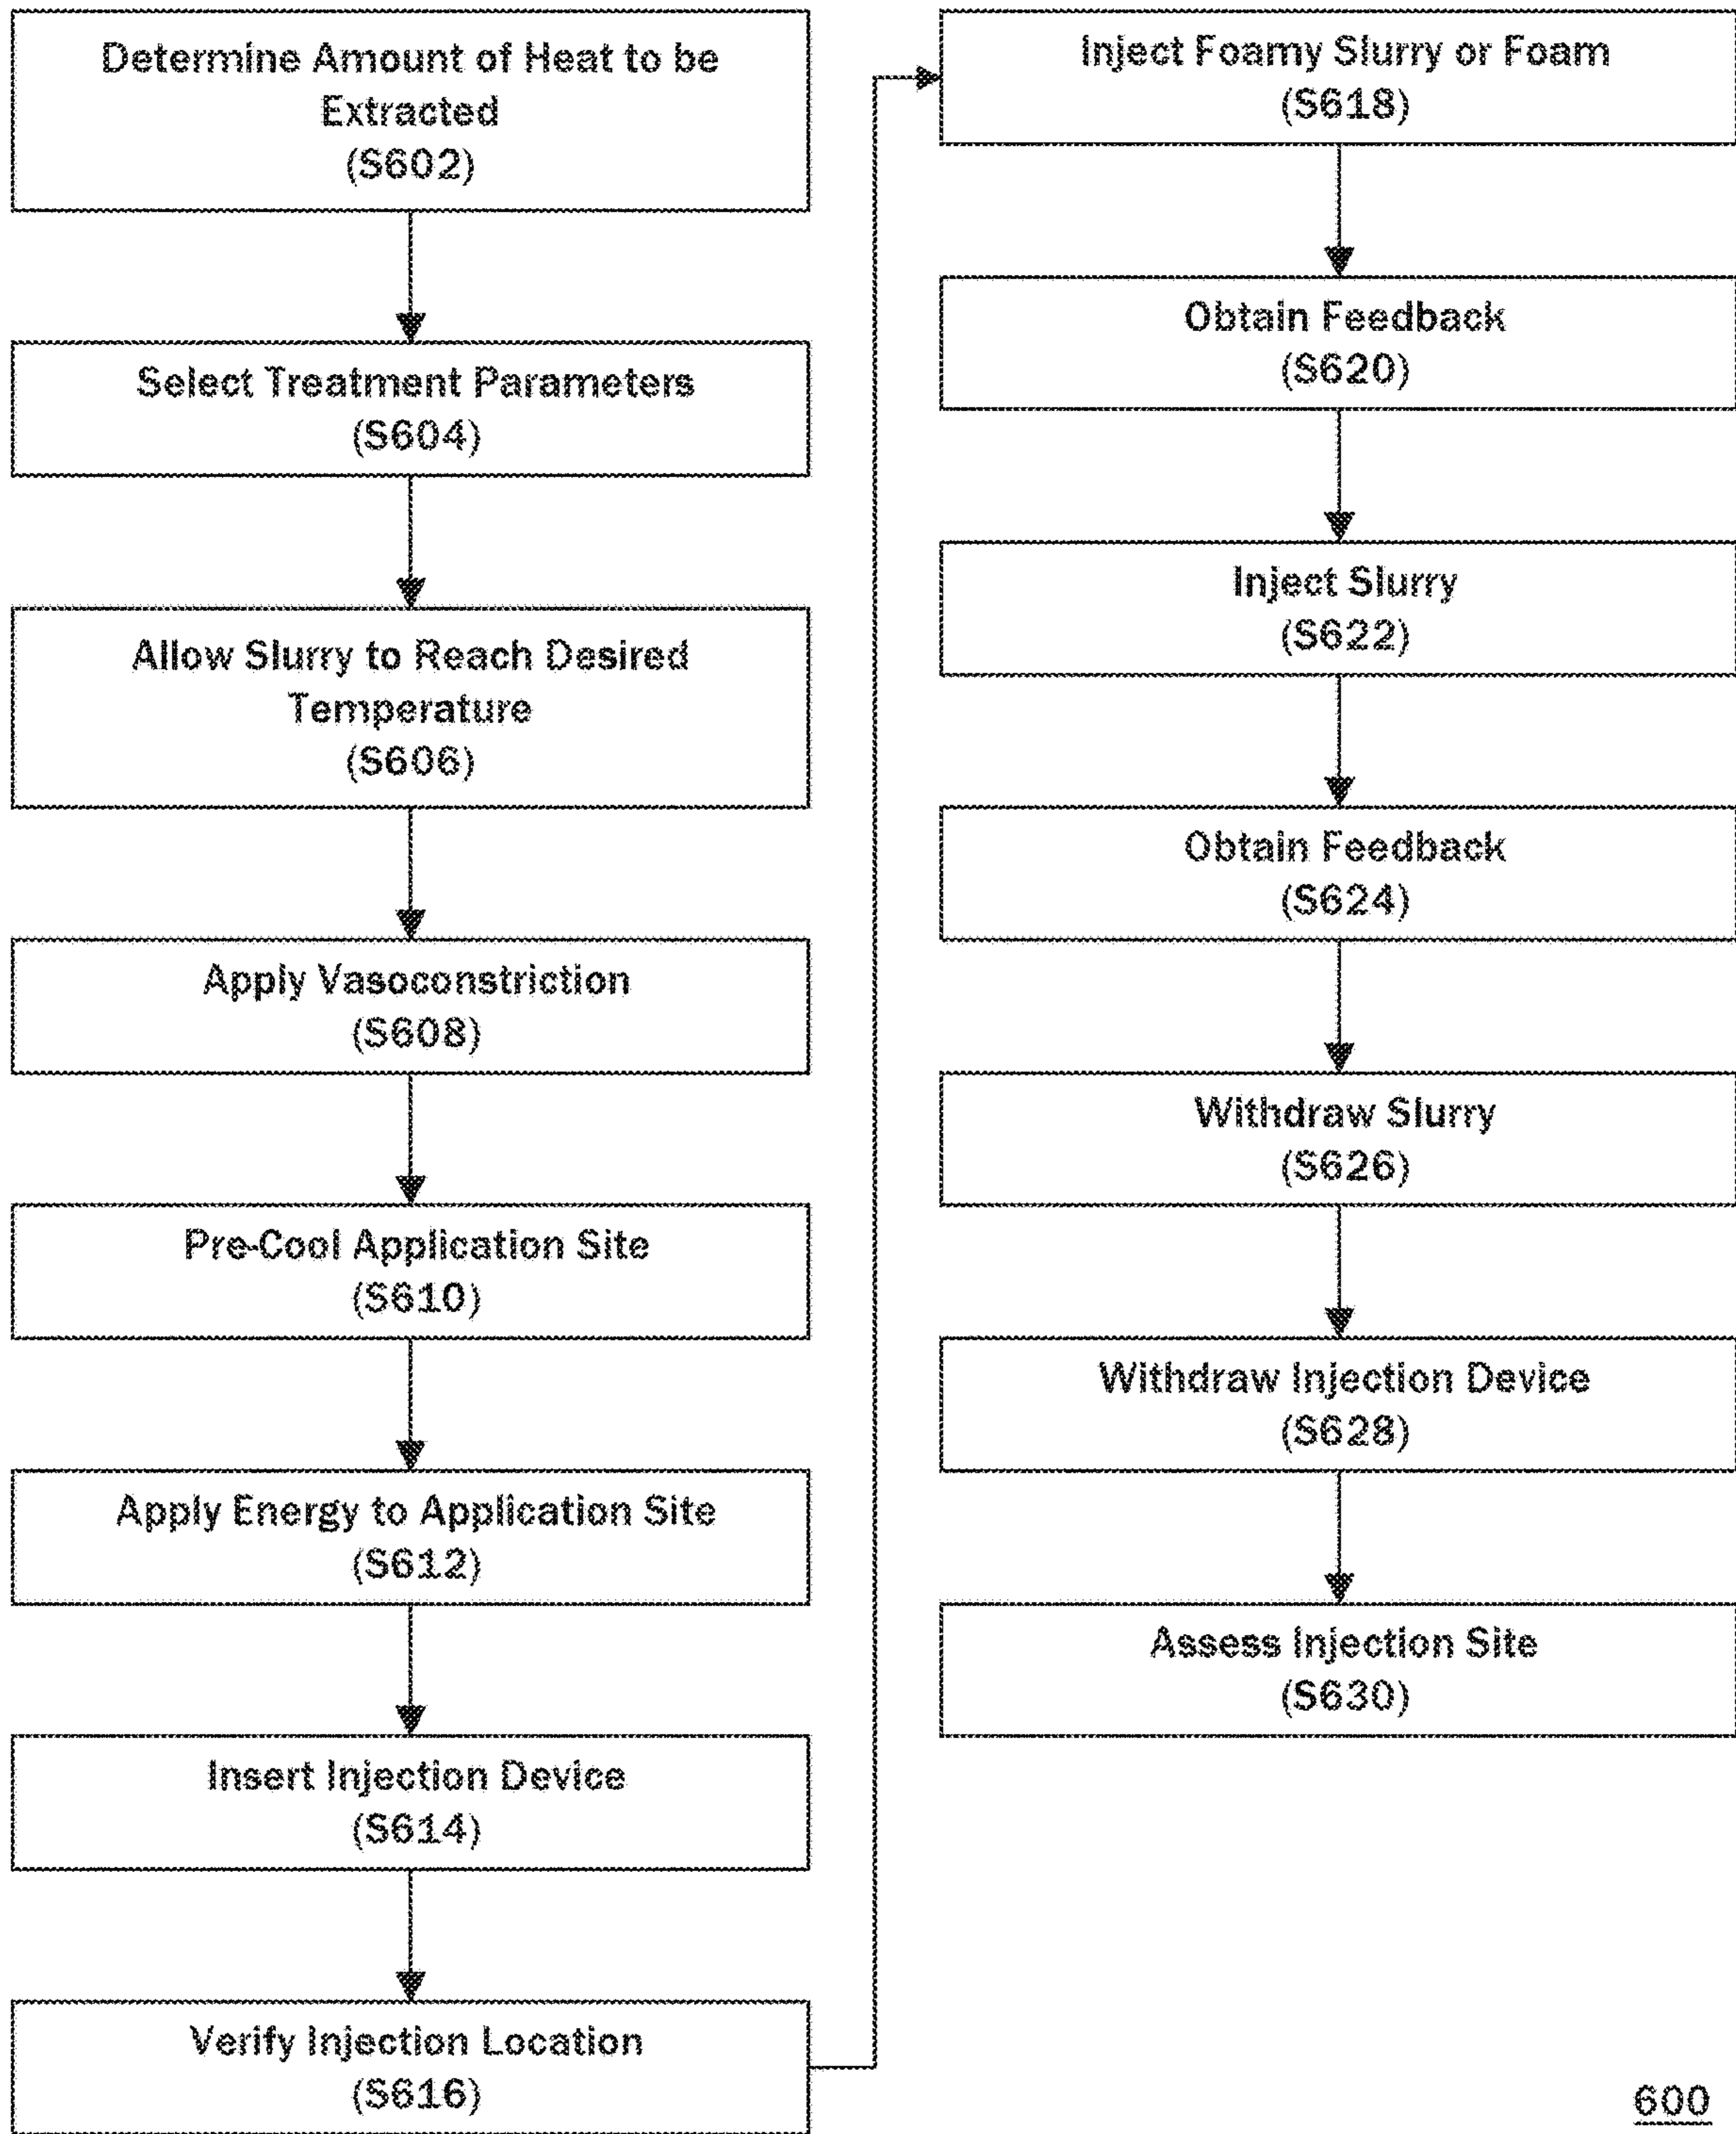 Determine Amount of Heat to be
Extracted
(S602)
Select Treatment Parameters
(S604)
Allow Slurry to Reach Desired
Temperature
(S606)
Apply Vasoconstriction
(S608)
Pre-Cool Application Site
(S610)
Apply Energy to Application Site
(S612)
Insert Injection Device
(S614)
Verify Injection Location
(S616)
Inject Foamy Slurry or Foam
(S618)
Obtain Feedback
(S620)
Inject Slurry
(S622)
Obtain Feedback
(S624)
Withdraw Slurry
(S626)
Withdraw Injection Device
(S628)
Assess Injection Site
(S630)
600